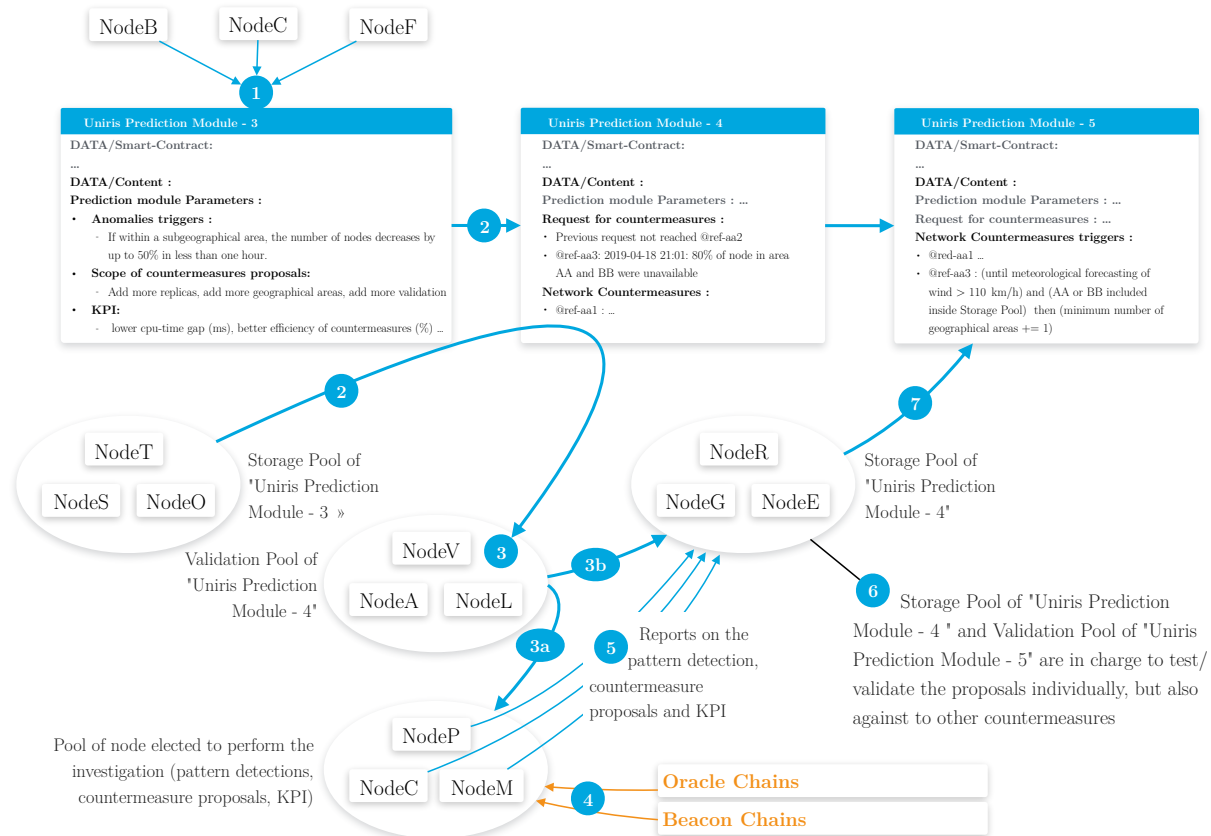 NodeB
NodeC
NodeF
1
Uniris Prediction Module - 3
DATA/Smart-Contract:
...
DATA/Content :
Prediction module Parameters :
• Anomalies triggers :
- If within a subgeographical area, the number of nodes decreases by
up to 50% in less than one hour.
• Scope of countermeasures proposals:
- Add more replicas, add more geographical areas, add more validation
• KPI:
- lower cpu-time gap (ms), better efficiency of countermeasures (%) ...
2
Uniris Prediction Module - 4
DATA/Smart-Contract:
...
DATA/Content :
Prediction module Parameters : ...
Request for countermeasures :
• Previous request not reached @ref-aa2
• @ref-aa3: 2019-04-18 21:01: 80% of node in area
AA and BB were unavailable
Network Countermeasures :
• @ref-aa1 : ...
Uniris Prediction Module - 5
DATA/Smart-Contract:
...
DATA/Content :
Prediction module Parameters : ...
Request for countermeasures : ...
Network Countermeasures triggers :
• @red-aa1 ...
• @ref-aa3 : (until meteorological forecasting of
wind > 110 km/h) and (AA or BB included
inside Storage Pool) then (minimum number of
geographical areas += 1)
2
NodeT
NodeS
NodeO
Storage Pool of
"Uniris Prediction
Module - 3 »
Validation Pool of
"Uniris Prediction
Module - 4"
NodeV
3
NodeA
NodeL
3b
3a
NodeR
NodeG
NodeE
Storage Pool of
"Uniris Prediction
Module - 4"
7
6
Storage Pool of "Uniris Prediction
Module - 4 " and Validation Pool of "Uniris
Prediction Module - 5" are in charge to test/
validate the proposals individually, but also
against to other countermeasures
5
Reports on the
pattern detection,
countermeasure
proposals and KPI
Pool of node elected to perform the
investigation (pattern detections,
countermeasure proposals, KPI)
NodeP
NodeC
NodeM
4
Oracle Chains
Beacon Chains